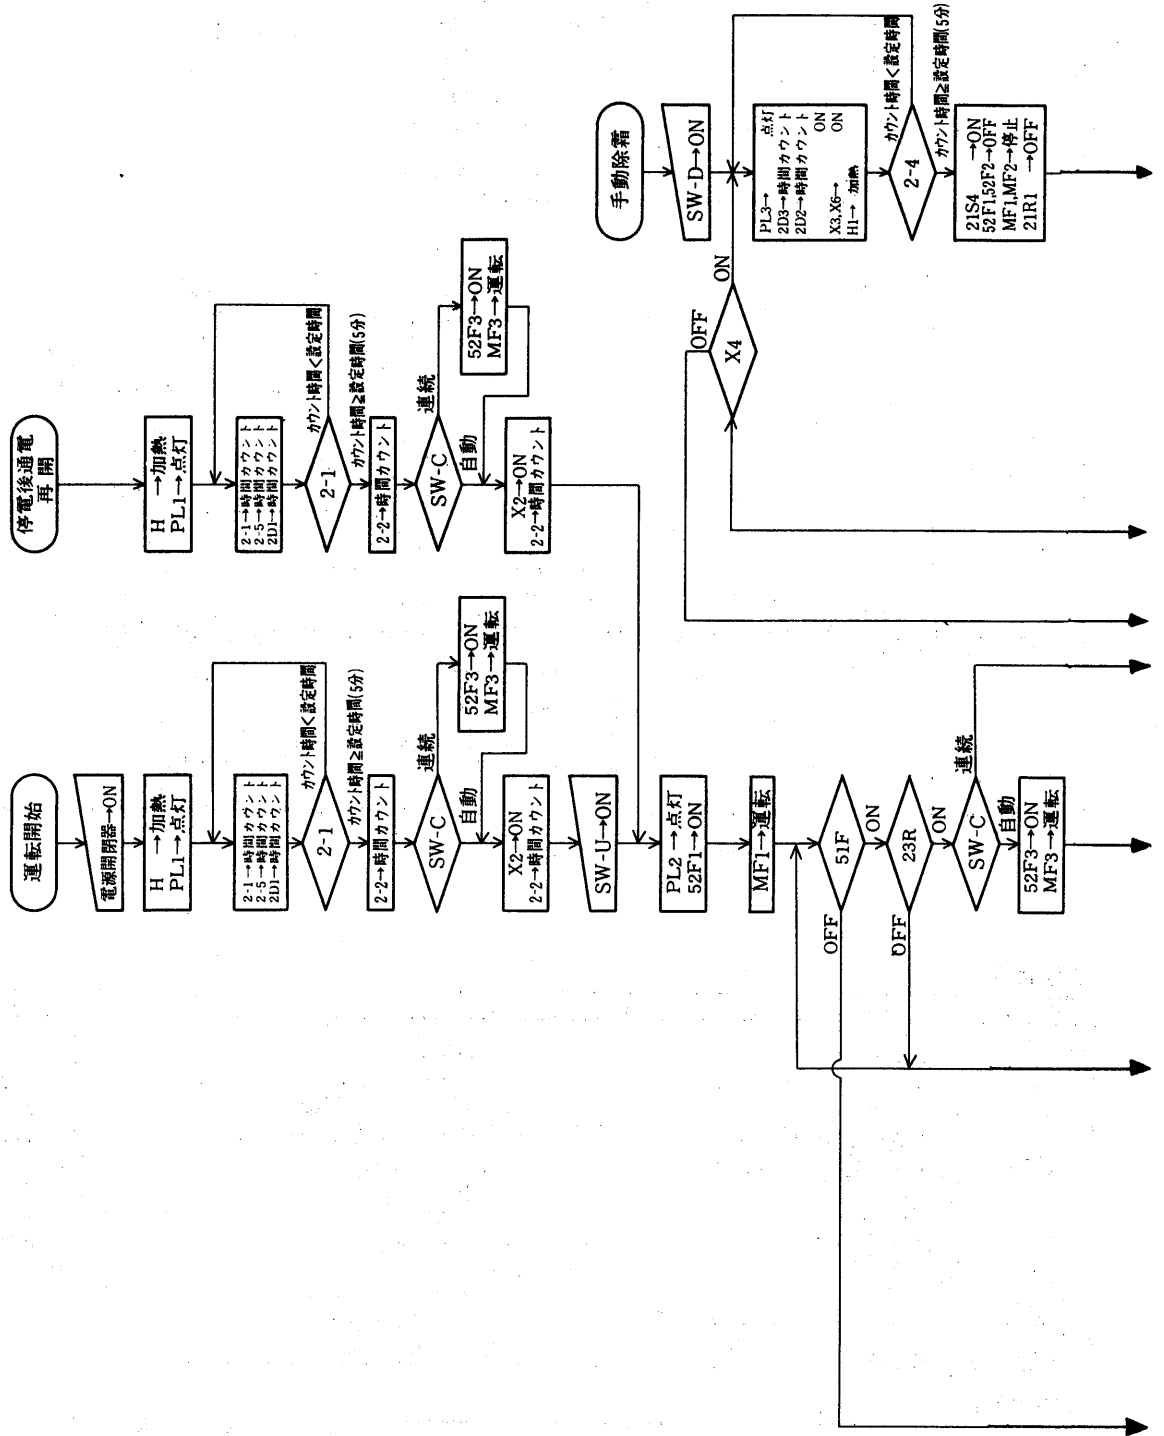 運転開始
電源開閉器→ON
H →加熱
PL1→点灯
2-1→時間カウント
2-5→時間カウント
2D1→時間カウント
2-1
カウント時間<設定時間
カウント時間≧設定時間(5分)
2-2→時間カウント
SW-C
連続
自動
52F3→ON
MF3→運転
X2→ON
2-2→時間カウント
SW-U→ON
PL2→点灯
52F1→ON
MF1→運転
51F
OFF
ON
23R
OFF
ON
SW-C
連続
自動
52F3→ON
MF3→運転
停電後通電
再開
H →加熱
PL1→点灯
2-1→時間カウント
2-5→時間カウント
2D1→時間カウント
2-1
カウント時間<設定時間
カウント時間≧設定時間(5分)
2-2→時間カウント
SW-C
連続
自動
52F3→ON
MF3→運転
X2→ON
2-2→時間カウント
X4
OFF
ON
手動除霜
SW-D→ON
PL3→ 点灯
2D3→時間カウント
2D2→時間カウント
ON
X3,X6→ ON
H1→ 加熱
2-4
カウント時間<設定時間
カウント時間≧設定時間(5分)
21S4 →ON
52F1,52F2→OFF
MF1,MF2→停止
21R1 →OFF